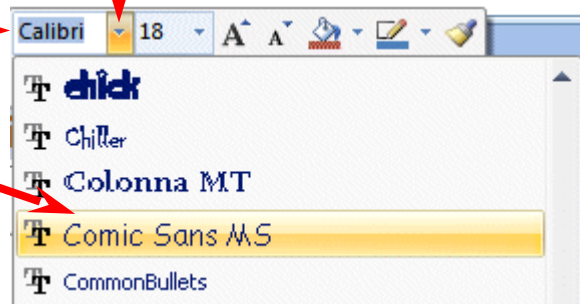 Calibri 18 A A
chick
Chiller
Colonna MT
Comic Sans MS
CommonBullets